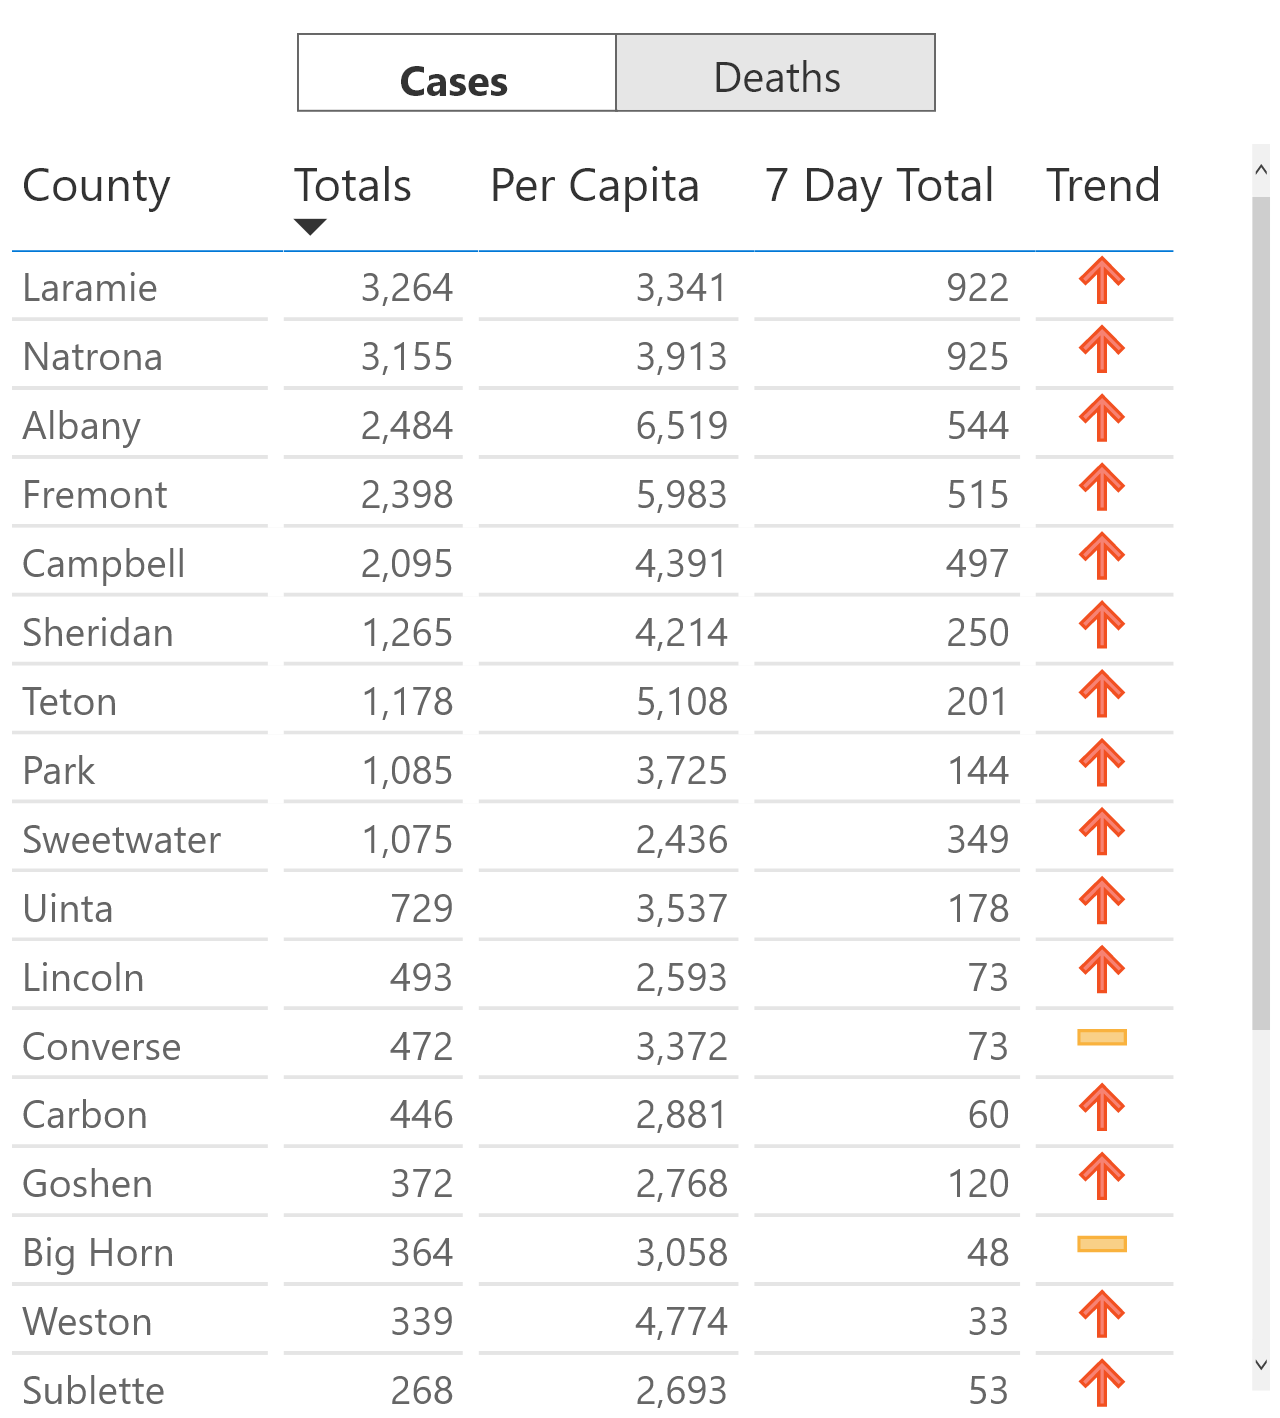 Cases Deaths
County Totals Per Capita 7 Day Total Trend
Laramie 3,264 3,341 922
Natrona 3,155 3,913 925
Albany 2,484 6,519 544
Fremont 2,398 5,983 515
Campbell 2,095 4,391 497
Sheridan 1,265 4,214 250
Teton 1,178 5,108 201
Park 1,085 3,725 144
Sweetwater 1,075 2,436 349
Uinta 729 3,537 178
Lincoln 493 2,593 73
Converse 472 3,372 73
Carbon 446 2,881 60
Goshen 372 2,768 120
Big Horn 364 3,058 48
Weston 339 4,774 33
Sublette 268 2,693 53